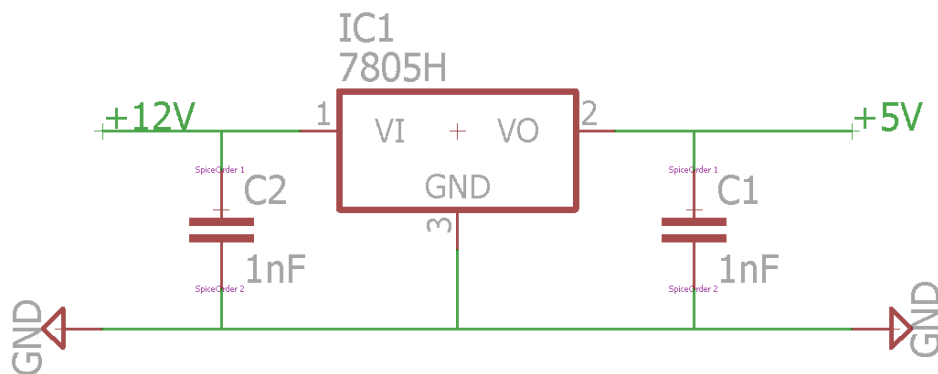 IC1
7805H
+12V
1
VI
VO
2
+5V
SpiceOrder 1
C2
GND
SpiceOrder 1
C1
3
1nF
1nF
SpiceOrder 2
SpiceOrder 2
GND
GND